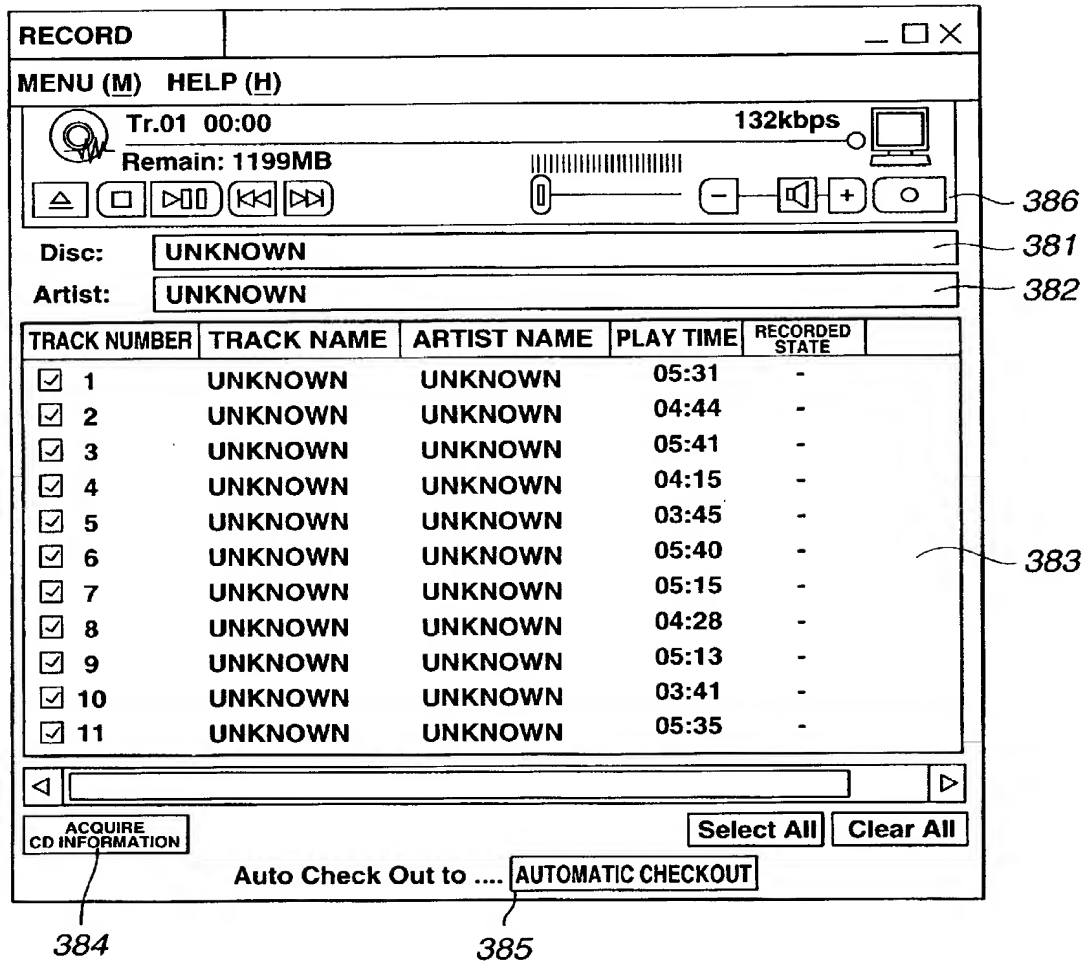 RECORD
MENU (M) HELP (H)
Tr.01 00:00 132kbps
Remain: 1199MB
386
Disc: UNKNOWN 381
Artist: UNKNOWN 382
TRACK NUMBER TRACK NAME ARTIST NAME PLAY TIME RECORDED STATE
1 UNKNOWN UNKNOWN 05:31 -
2 UNKNOWN UNKNOWN 04:44 -
3 UNKNOWN UNKNOWN 05:41 -
4 UNKNOWN UNKNOWN 04:15 -
5 UNKNOWN UNKNOWN 03:45 -
6 UNKNOWN UNKNOWN 05:40 - 383
7 UNKNOWN UNKNOWN 05:15 -
8 UNKNOWN UNKNOWN 04:28 -
9 UNKNOWN UNKNOWN 05:13 -
10 UNKNOWN UNKNOWN 03:41 -
11 UNKNOWN UNKNOWN 05:35 -
ACQUIRE CD INFORMATION Select All Clear All
Auto Check Out to .... AUTOMATIC CHECKOUT
384 385